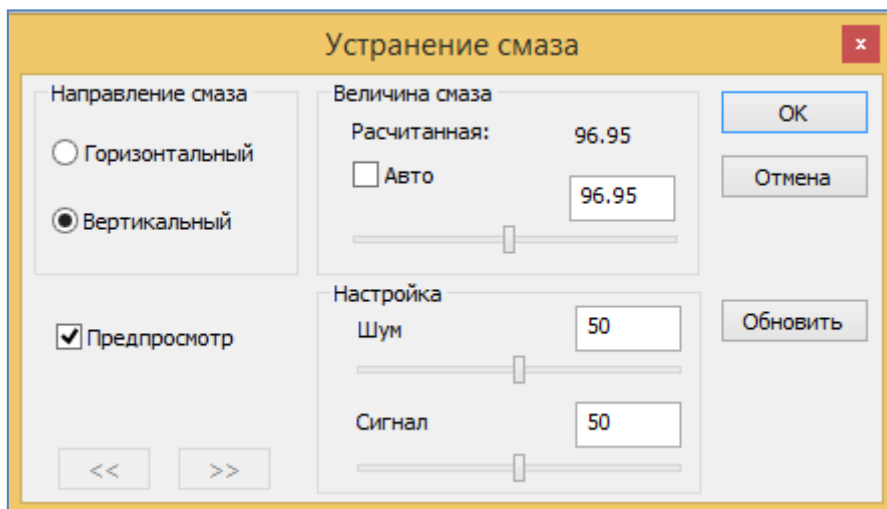 Устранение смаза
x
Направление смаза
Горизонтальный
Вертикальный
Предпросмотр
<< >>
Величина смаза
Расчитанная: 96.95
Авто
96.95
Настройка
Шум 50
Сигнал 50
OK
Отмена
Обновить